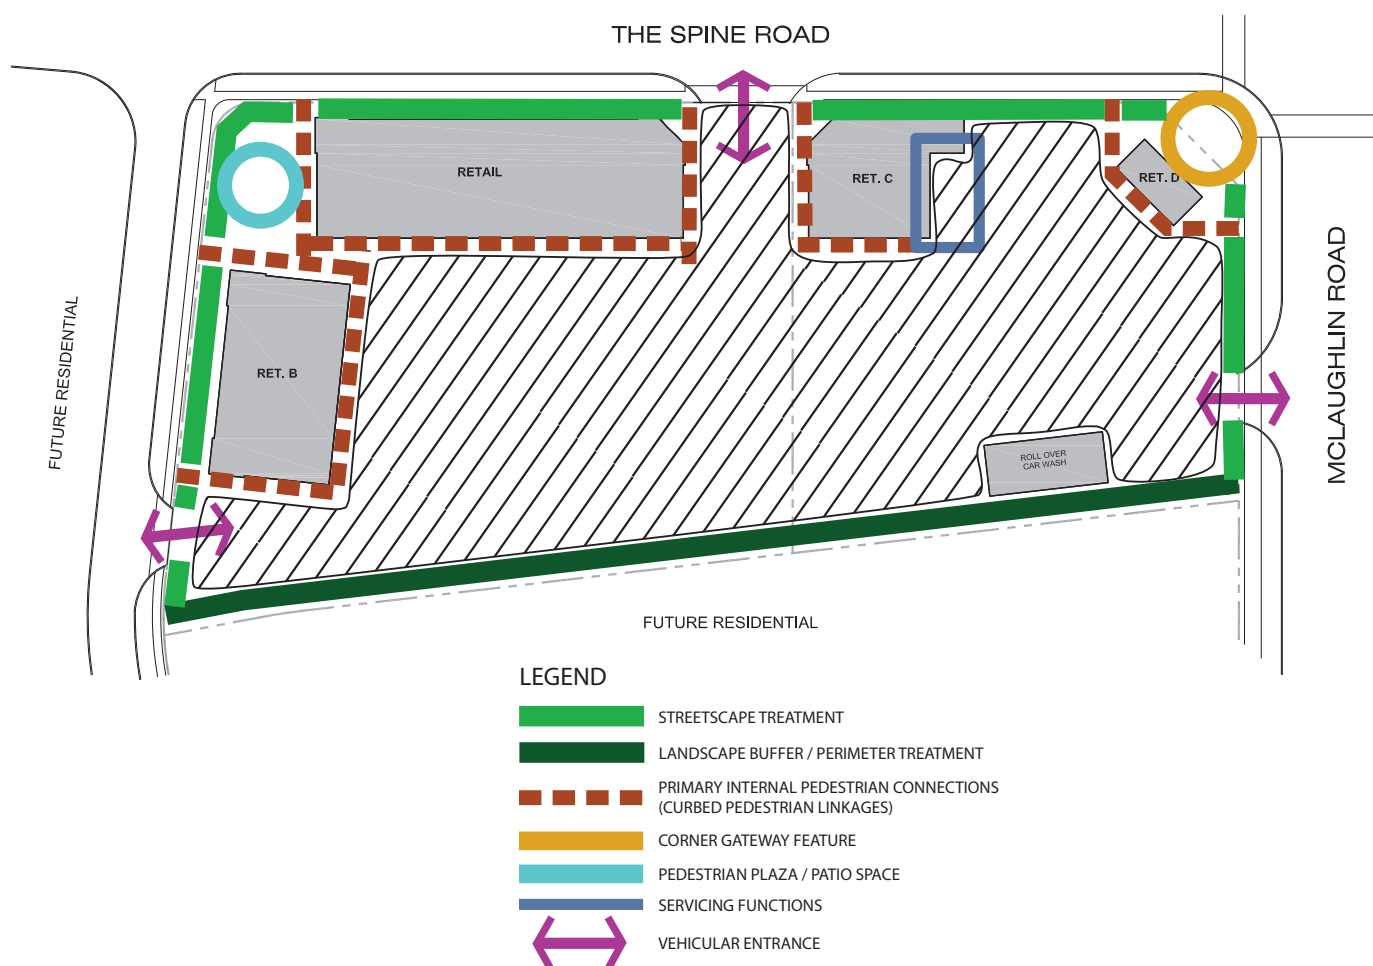 THE SPINE ROAD
RETAIL
RET. C
RET. D
MCLAUGHLIN ROAD
FUTURE RESIDENTIAL
RET. B
ROLL OVER
CAR WASH
FUTURE RESIDENTIAL
LEGEND
STREETSCAPE TREATMENT
LANDSCAPE BUFFER / PERIMETER TREATMENT
PRIMARY INTERNAL PEDESTRIAN CONNECTIONS
(CURBED PEDESTRIAN LINKAGES)
CORNER GATEWAY FEATURE
PEDESTRIAN PLAZA / PATIO SPACE
SERVICING FUNCTIONS
VEHICULAR ENTRANCE